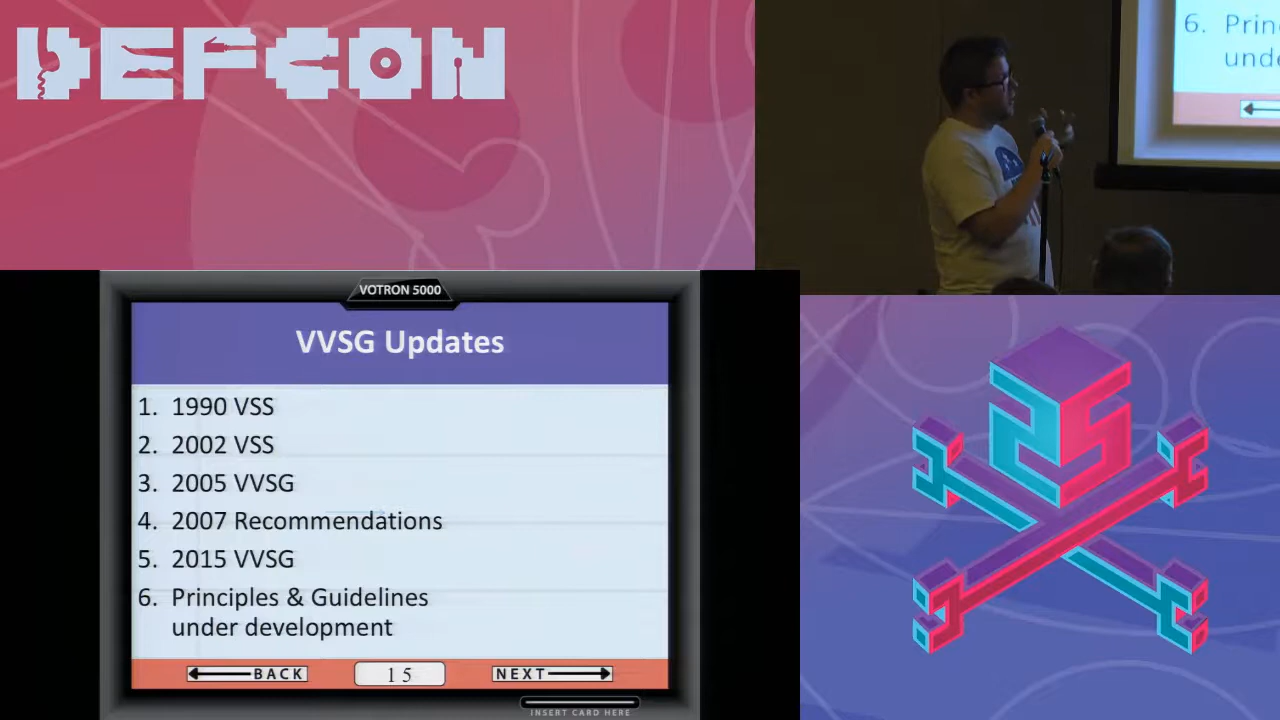 DEFCON
6. Prin
unde
VOTRON 5000
VVSG Updates
1. 1990 VSS
2. 2002 VSS
3. 2005 VVSG
4. 2007 Recommendations
5. 2015 VVSG
6. Principles & Guidelines
under development
BACK
15
NEXT
INSERT CARD HERE
25